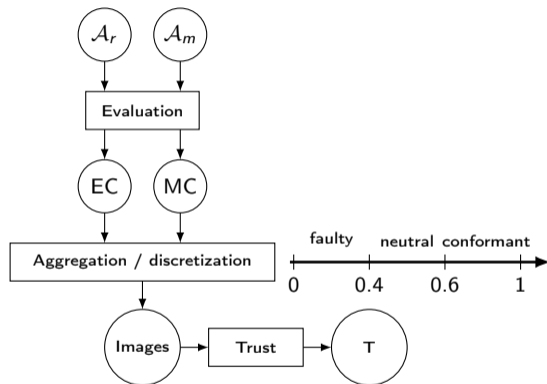 𝒜r 𝒜m
Evaluation
EC MC
faulty neutral conformant
Aggregation / discretization
0 0.4 0.6 1
Images Trust T